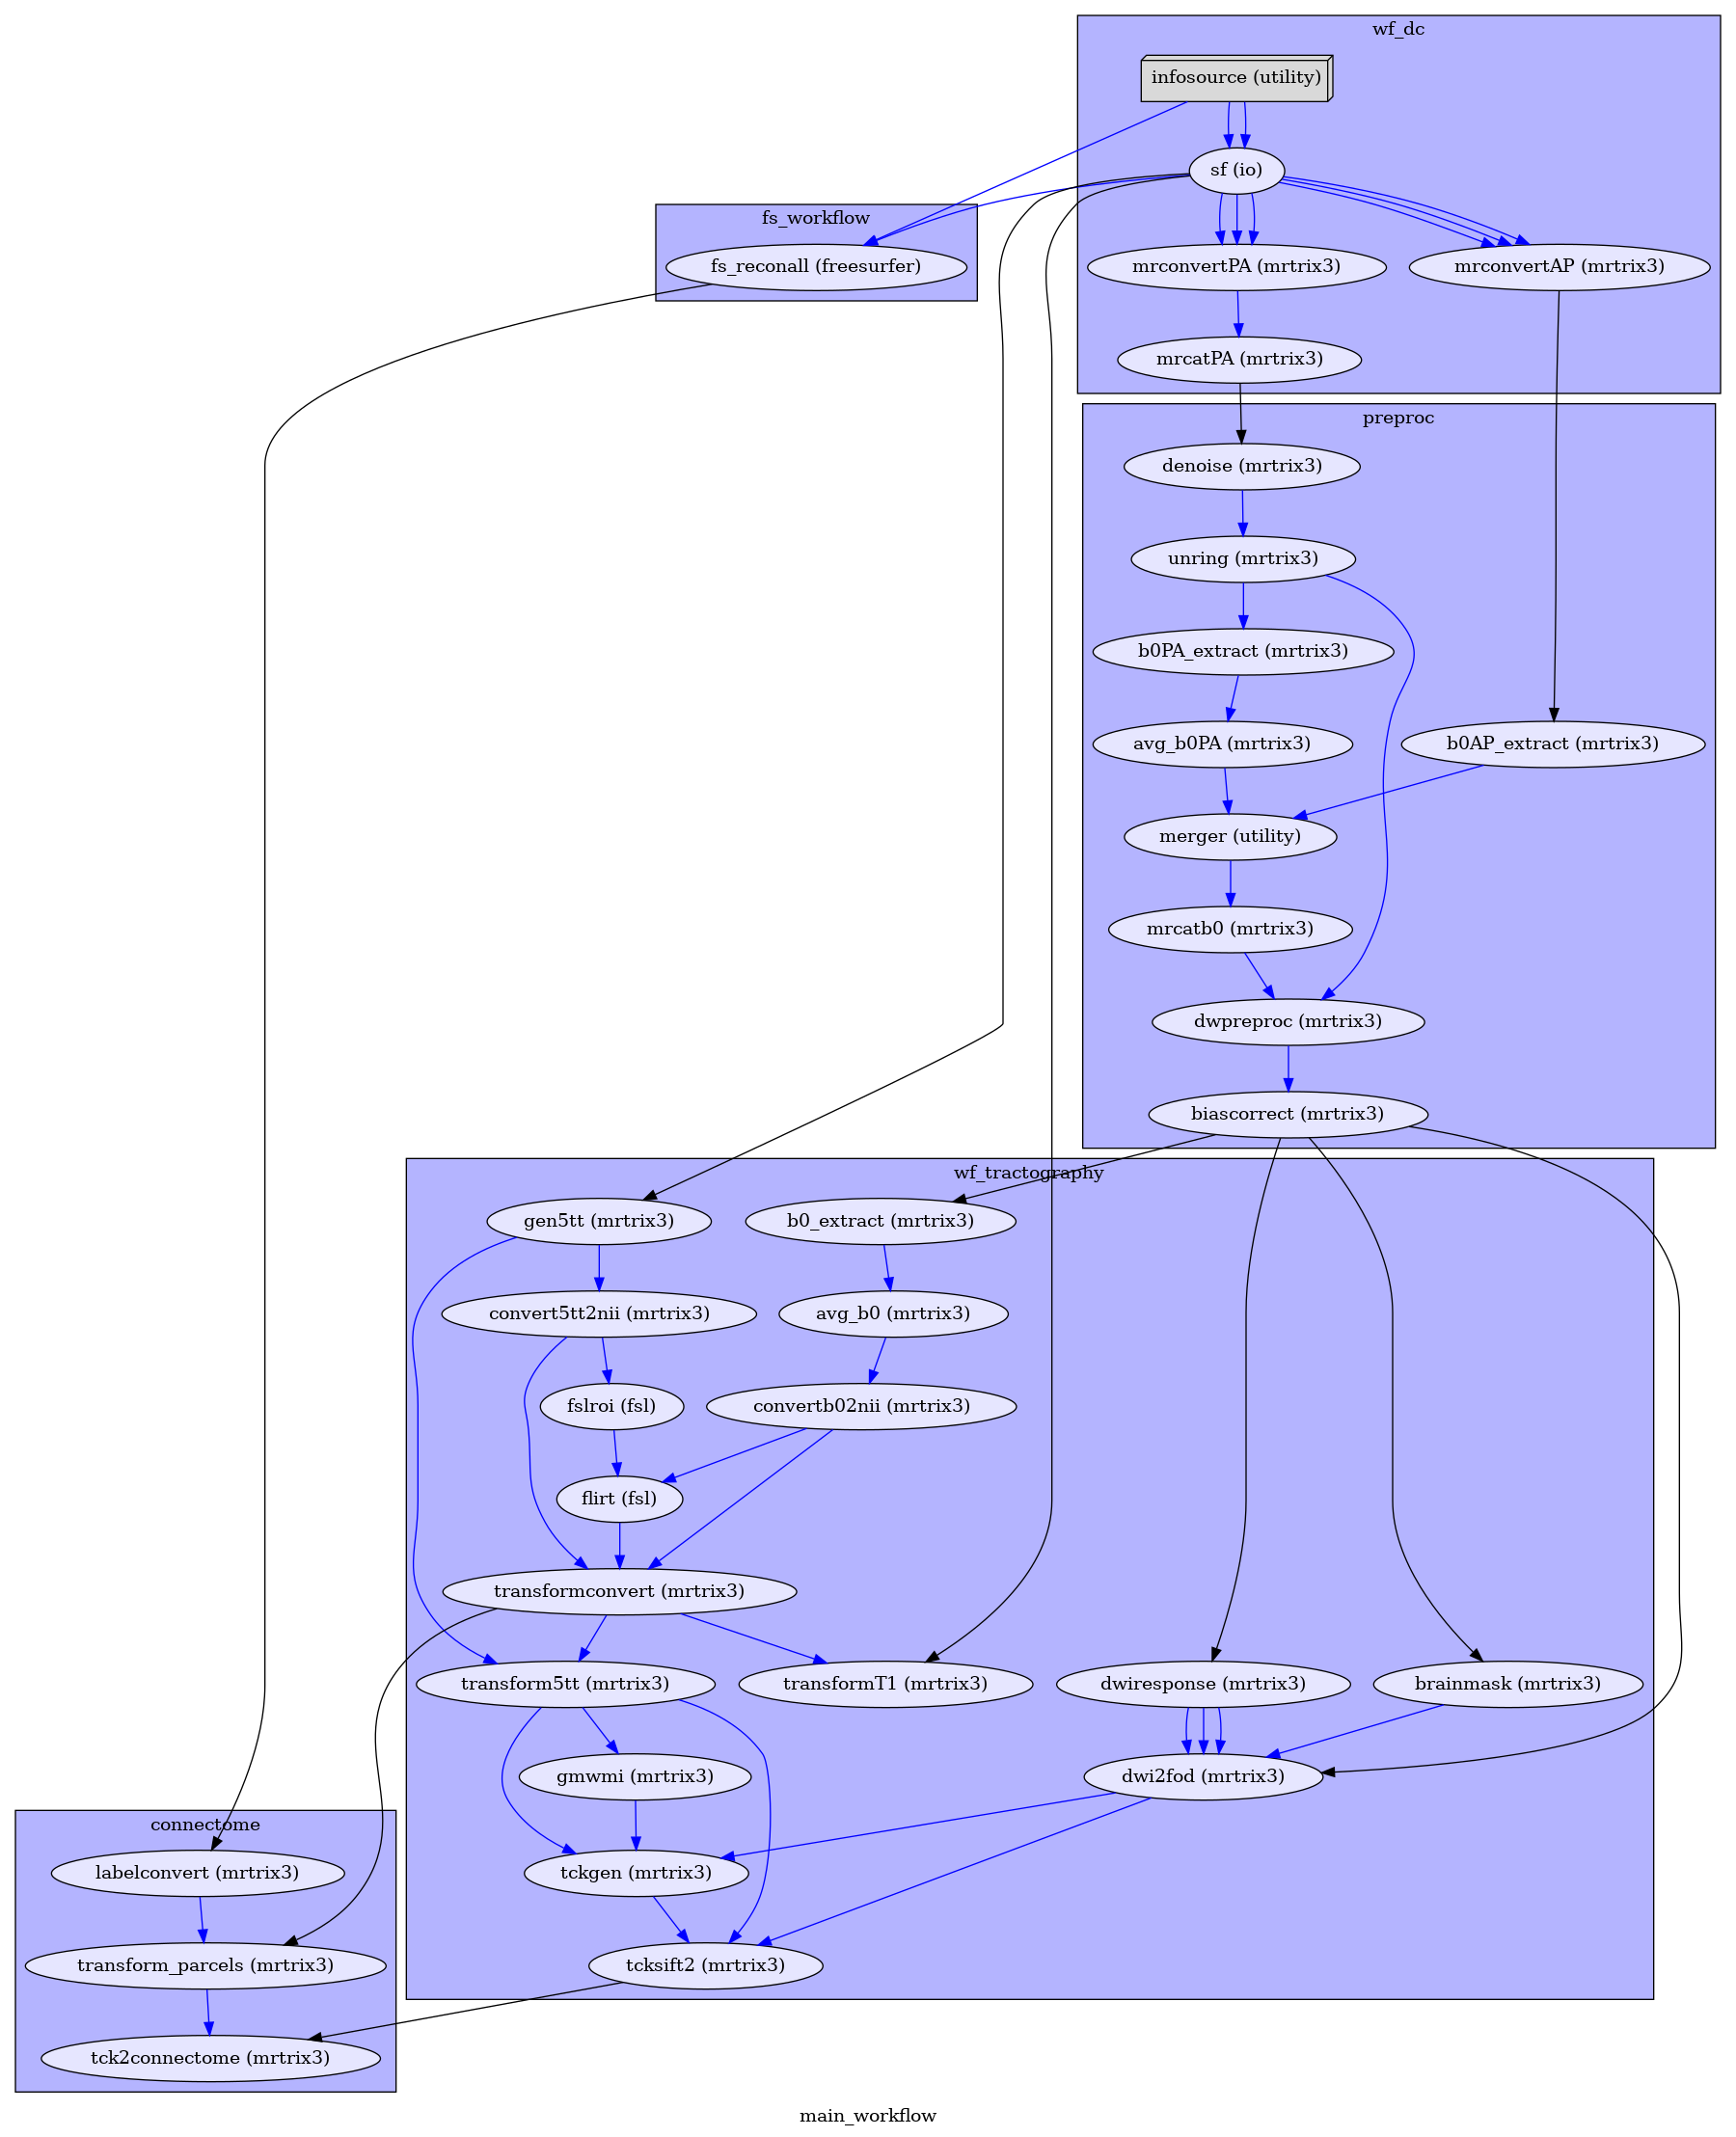 wf_dc
infosource (utility)
sf (io)
fs_workflow
fs_reconall (freesurfer)
mrconvertPA (mrtrix3)
mrconvertAP (mrtrix3)
mrcatPA (mrtrix3)
preproc
denoise (mrtrix3)
unring (mrtrix3)
b0PA_extract (mrtrix3)
avg_b0PA (mrtrix3)
b0AP_extract (mrtrix3)
merger (utility)
mrcatb0 (mrtrix3)
dwpreproc (mrtrix3)
biascorrect (mrtrix3)
wf_tractography
gen5tt (mrtrix3)
b0_extract (mrtrix3)
convert5tt2nii (mrtrix3)
avg_b0 (mrtrix3)
fslroi (fsl)
convertb02nii (mrtrix3)
flirt (fsl)
transformconvert (mrtrix3)
transform5tt (mrtrix3)
transformT1 (mrtrix3)
dwiresponse (mrtrix3)
brainmask (mrtrix3)
gmwmi (mrtrix3)
dwi2fod (mrtrix3)
connectome
labelconvert (mrtrix3)
tckgen (mrtrix3)
transform_parcels (mrtrix3)
tcksift2 (mrtrix3)
tck2connectome (mrtrix3)
main_workflow